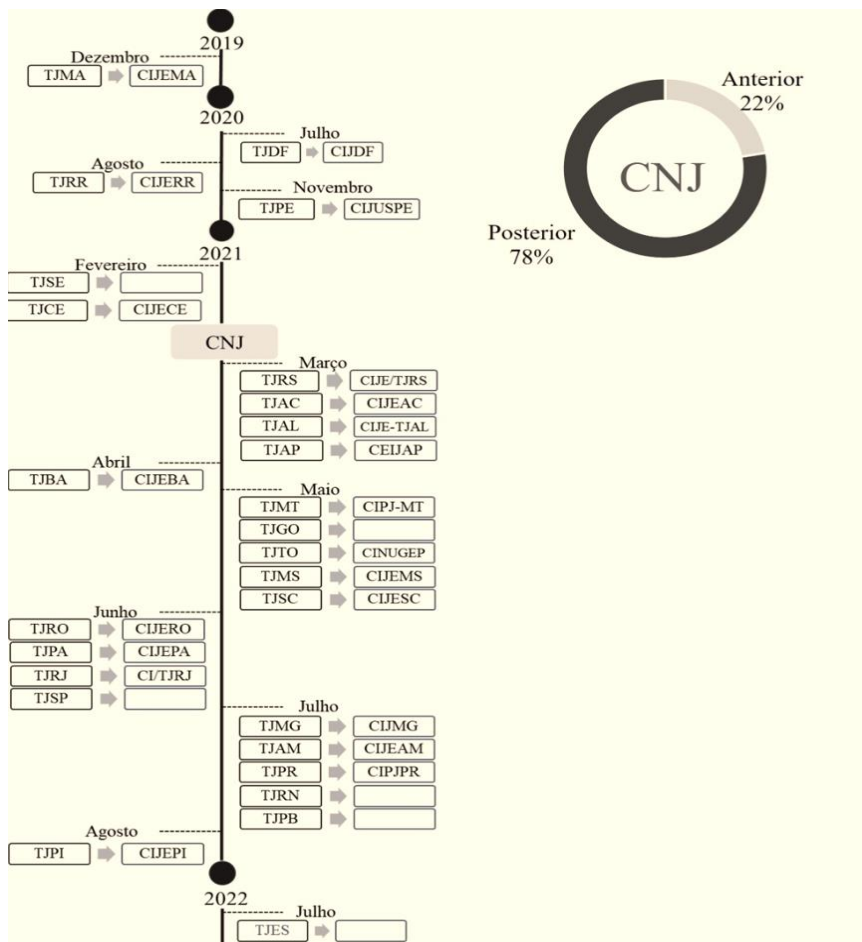 2019
Dezembro
TJMA CIJEMA
2020
Julho
TJDF CIJDF
Agosto
TJRR CIJERR
Novembro
TJPE CIJUSPE
2021
Fevereiro
TJSE
TJCE CIJECE
CNJ
Março
TJRS CIJE/TJRS
TJAC CIJEAC
TJAL CIJE-TJAL
TJAP CEIJAP
Abril
TJBA CIJEBA
Maio
TJMT CIPJ-MT
TJGO
TJTO CINUGEP
TJMS CIJEMS
TJSC CIJESC
Junho
TJRO CIJERO
TJPA CIJEPA
TJRJ CI/TJRJ
TJSP
Julho
TJMG CIJMG
TJAM CIJEAM
TJPR CIPJPR
TJRN
TJPB
Agosto
TJPI CIJEPI
2022
Julho
TJES
Anterior
22%
CNJ
Posterior
78%